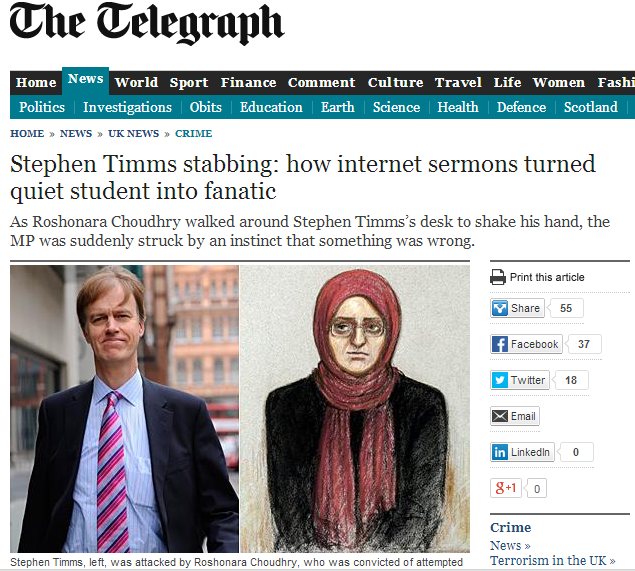 The Telegraph
Home News World Sport Finance Comment Culture Travel Life Women Fashi
Politics Investigations Obits Education Earth Science Health Defence Scotland
HOME » NEWS » UK NEWS » CRIME
Stephen Timms stabbing: how internet sermons turned
quiet student into fanatic
As Roshonara Choudhry walked around Stephen Timms's desk to shake his hand, the
MP was suddenly struck by an instinct that something was wrong.
Print this article
Share 55
Facebook 37
Twitter 18
Email
in LinkedIn 0
g+1 0
Crime
News »
Terrorism in the UK »
Stephen Timms, left, was attacked by Roshonara Choudhry, who was convicted of attempted